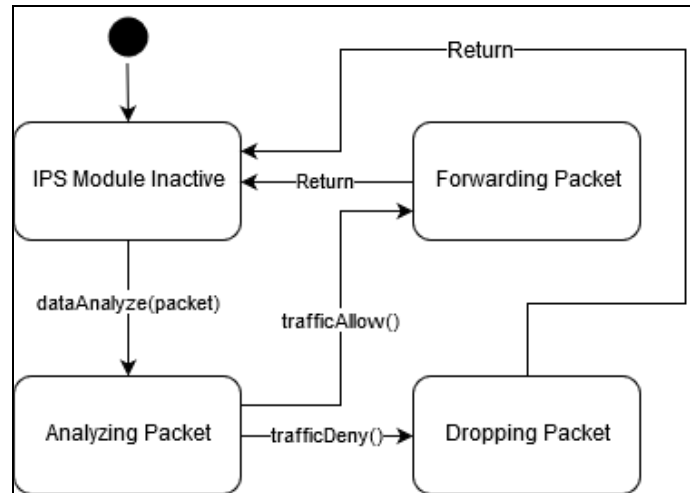 Return
IPS Module Inactive
Return
Forwarding Packet
dataAnalyze(packet)
trafficAllow()
Analyzing Packet
trafficDeny()
Dropping Packet